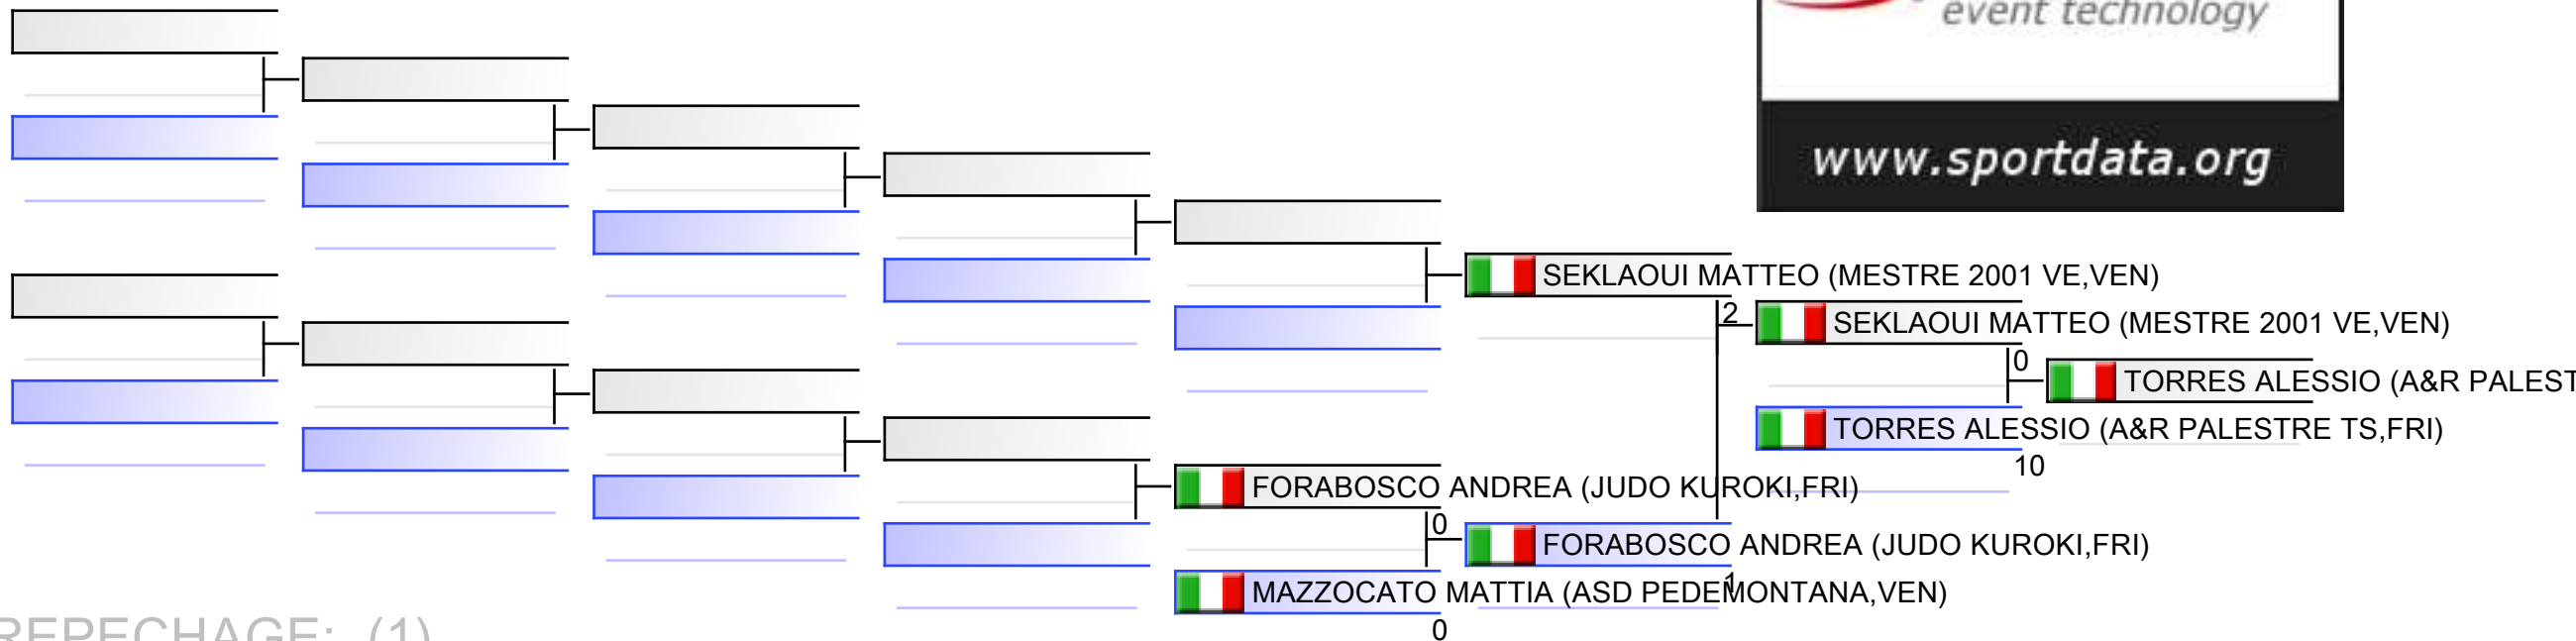 event technology
www.sportdata.org
SEKLAOUI MATTEO (MESTRE 2001 VE,VEN)
2
SEKLAOUI MATTEO (MESTRE 2001 VE,VEN)
0
TORRES ALESSIO (A&R PALEST
TORRES ALESSIO (A&R PALESTRE TS,FRI)
10
FORABOSCO ANDREA (JUDO KUROKI,FRI)
0
FORABOSCO ANDREA (JUDO KUROKI,FRI)
1
MAZZOCATO MATTIA (ASD PEDEMONTANA,VEN)
0
REPECHAGE: (1)